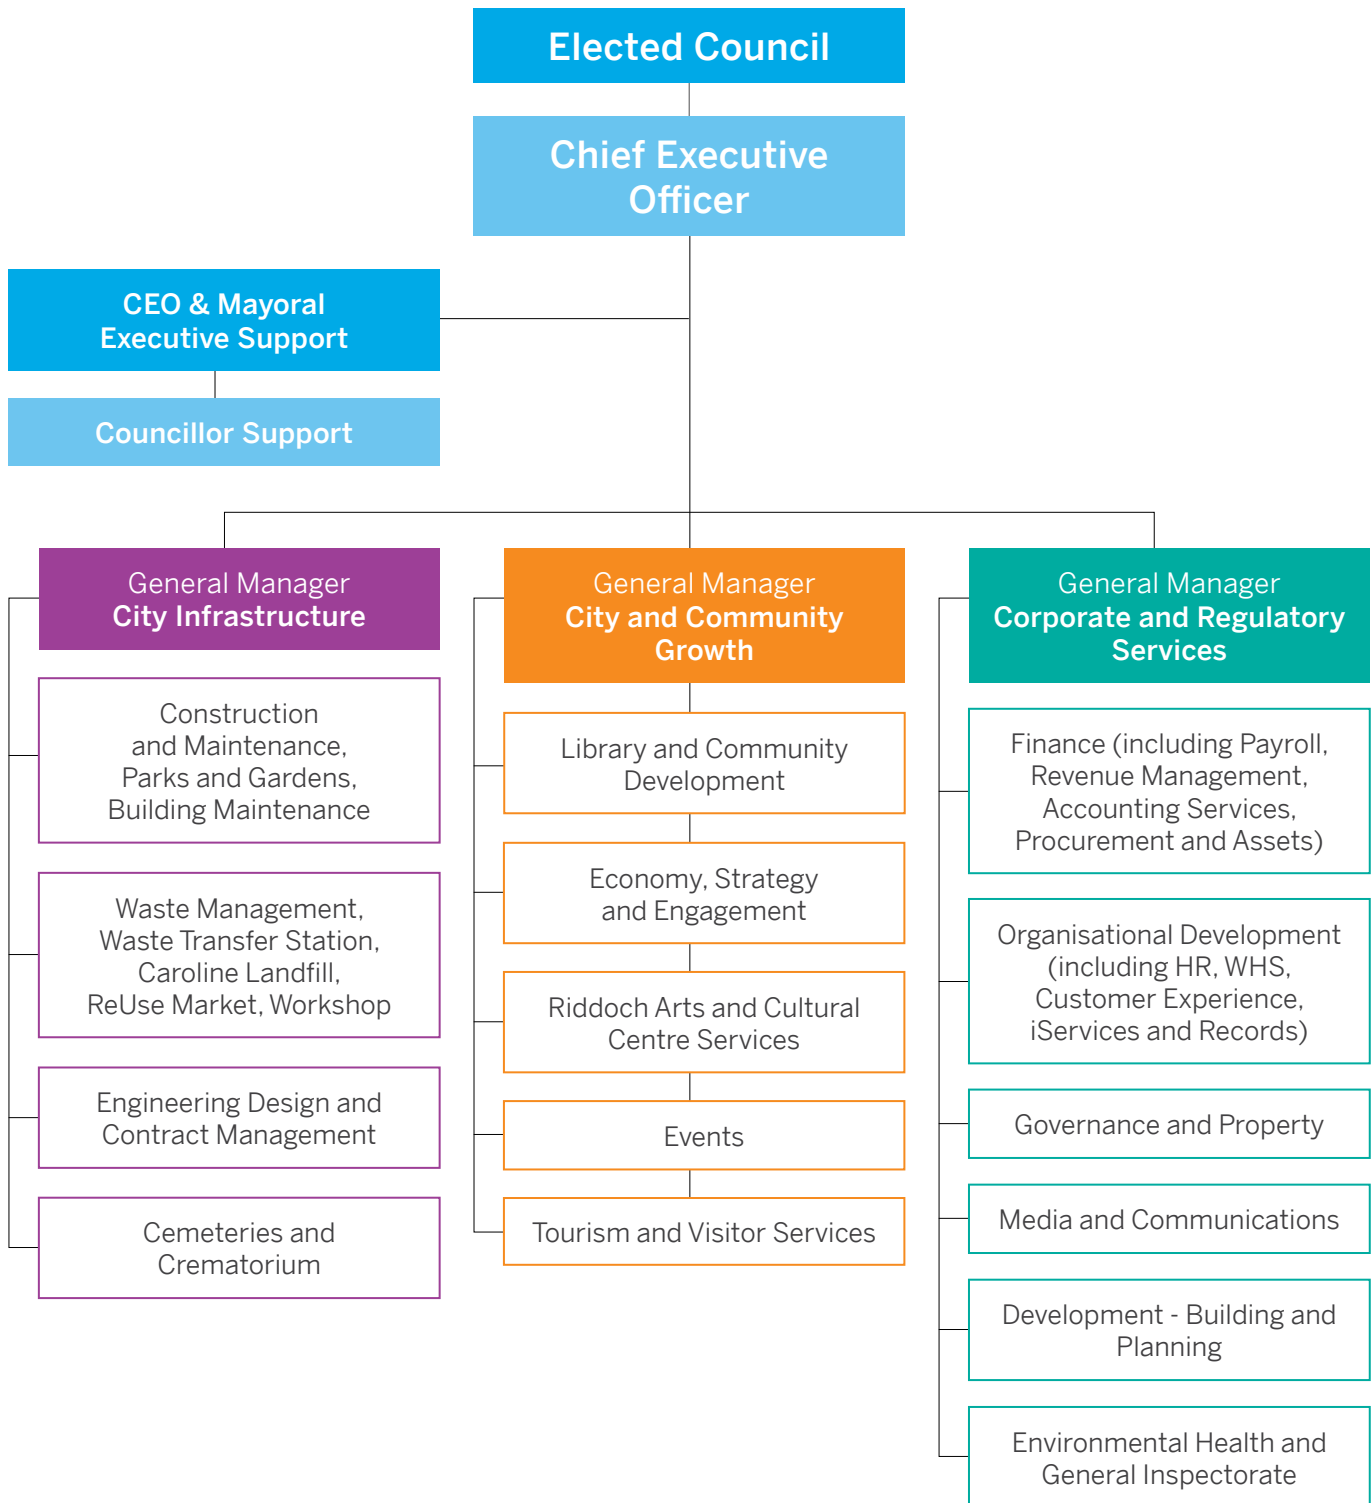 Elected Council
Chief Executive
Officer
CEO & Mayoral
Executive Support
Councillor Support
General Manager
City Infrastructure
Construction
and Maintenance,
Parks and Gardens,
Building Maintenance
Waste Management,
Waste Transfer Station,
Caroline Landfill,
ReUse Market, Workshop
Engineering Design and
Contract Management
Cemeteries and
Crematorium
General Manager
City and Community
Growth
Library and Community
Development
Economy, Strategy
and Engagement
Riddoch Arts and Cultural
Centre Services
Events
Tourism and Visitor Services
General Manager
Corporate and Regulatory
Services
Finance (including Payroll,
Revenue Management,
Accounting Services,
Procurement and Assets)
Organisational Development
(including HR, WHS,
Customer Experience,
iServices and Records)
Governance and Property
Media and Communications
Development - Building and
Planning
Environmental Health and
General Inspectorate